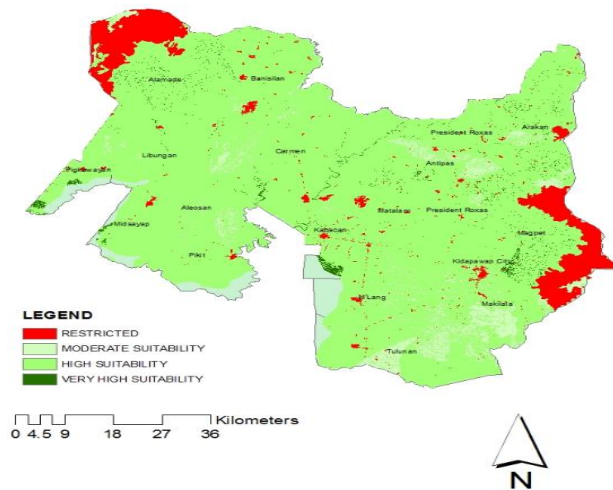 Alamada
Banisilan
President Roxas
Arakan
Libungan
Carmen
Antipas
Pigkawayan
Aleosan
Matalam
President Roxas
Midsayap
Kabacan
Magpet
Pikit
Kidapawan City
M'Lang
Makilala
Tulunan
LEGEND
RESTRICTED
MODERATE SUITABILITY
HIGH SUITABILITY
VERY HIGH SUITABILITY
Kilometers
0 4.5 9 18 27 36
N